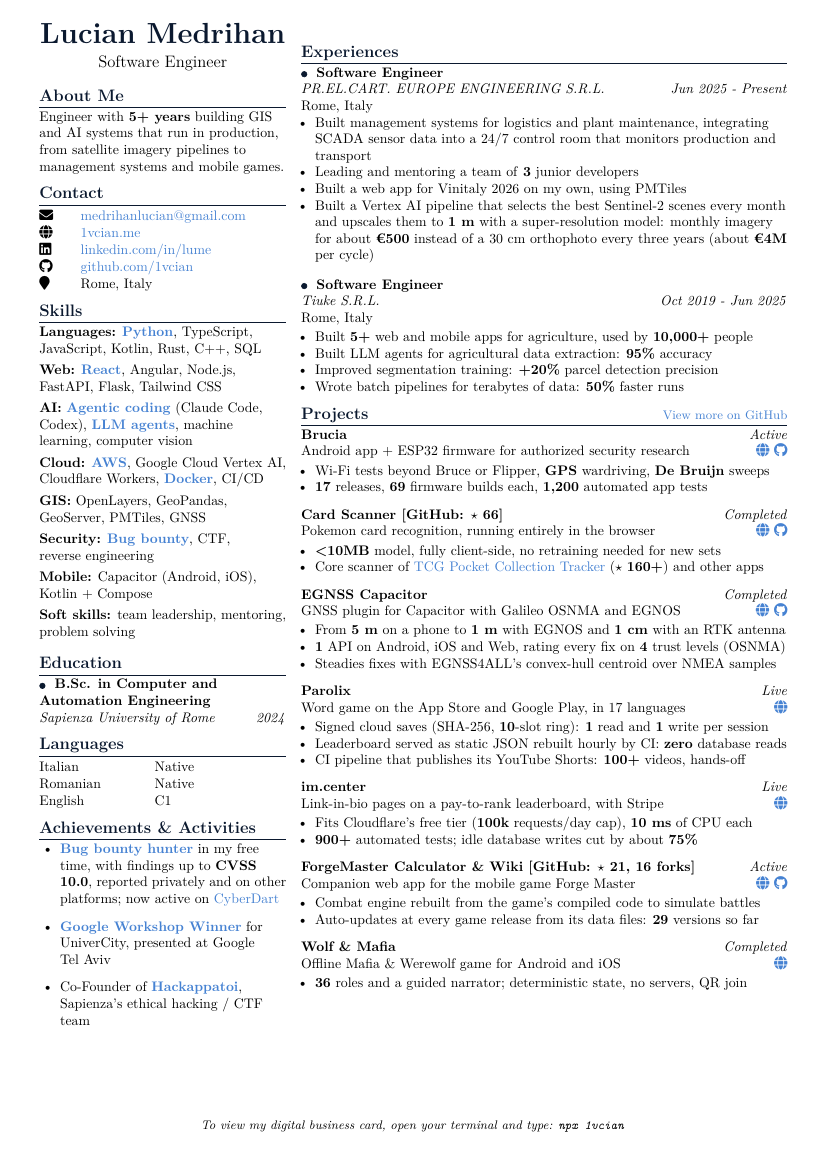 Lucian Medrihan
Software Engineer
About Me
Engineer with 5+ years building GIS
and AI systems that run in production,
from satellite imagery pipelines to
management systems and mobile games.
Contact
medrihanlucian@gmail.com
1vcian.me
linkedin.com/in/lume
github.com/1vcian
Rome, Italy
Skills
Languages: Python, TypeScript,
JavaScript, Kotlin, Rust, C++, SQL
Web: React, Angular, Node.js,
FastAPI, Flask, Tailwind CSS
AI: Agentic coding (Claude Code,
Codex), LLM agents, machine
learning, computer vision
Cloud: AWS, Google Cloud Vertex AI,
Cloudflare Workers, Docker, CI/CD
GIS: OpenLayers, GeoPandas,
GeoServer, PMTiles, GNSS
Security: Bug bounty, CTF,
reverse engineering
Mobile: Capacitor (Android, iOS),
Kotlin + Compose
Soft skills: team leadership, mentoring,
problem solving
Education
• B.Sc. in Computer and
Automation Engineering
Sapienza University of Rome 2024
Languages
Italian Native
Romanian Native
English C1
Achievements & Activities
• Bug bounty hunter in my free
time, with findings up to CVSS
10.0, reported privately and on other
platforms; now active on CyberDart
• Google Workshop Winner for
UniverCity, presented at Google
Tel Aviv
• Co-Founder of Hackappatoi,
Sapienza's ethical hacking / CTF
team
Experiences
• Software Engineer
PR.EL.CART. EUROPE ENGINEERING S.R.L. Jun 2025 - Present
Rome, Italy
• Built management systems for logistics and plant maintenance, integrating
SCADA sensor data into a 24/7 control room that monitors production and
transport
• Leading and mentoring a team of 3 junior developers
• Built a web app for Vinitaly 2026 on my own, using PMTiles
• Built a Vertex AI pipeline that selects the best Sentinel-2 scenes every month
and upscales them to 1 m with a super-resolution model: monthly imagery
for about €500 instead of a 30 cm orthophoto every three years (about €4M
per cycle)
• Software Engineer
Tiuke S.R.L. Oct 2019 - Jun 2025
Rome, Italy
• Built 5+ web and mobile apps for agriculture, used by 10,000+ people
• Built LLM agents for agricultural data extraction: 95% accuracy
• Improved segmentation training: +20% parcel detection precision
• Wrote batch pipelines for terabytes of data: 50% faster runs
Projects View more on GitHub
Brucia Active
Android app + ESP32 firmware for authorized security research
• Wi-Fi tests beyond Bruce or Flipper, GPS wardriving, De Bruijn sweeps
• 17 releases, 69 firmware builds each, 1,200 automated app tests
Card Scanner [GitHub: ⋆ 66] Completed
Pokemon card recognition, running entirely in the browser
• <10MB model, fully client-side, no retraining needed for new sets
• Core scanner of TCG Pocket Collection Tracker (⋆ 160+) and other apps
EGNSS Capacitor Completed
GNSS plugin for Capacitor with Galileo OSNMA and EGNOS
• From 5 m on a phone to 1 m with EGNOS and 1 cm with an RTK antenna
• 1 API on Android, iOS and Web, rating every fix on 4 trust levels (OSNMA)
• Steadies fixes with EGNSS4ALL's convex-hull centroid over NMEA samples
Parolix Live
Word game on the App Store and Google Play, in 17 languages
• Signed cloud saves (SHA-256, 10-slot ring): 1 read and 1 write per session
• Leaderboard served as static JSON rebuilt hourly by CI: zero database reads
• CI pipeline that publishes its YouTube Shorts: 100+ videos, hands-off
im.center Live
Link-in-bio pages on a pay-to-rank leaderboard, with Stripe
• Fits Cloudflare's free tier (100k requests/day cap), 10 ms of CPU each
• 900+ automated tests; idle database writes cut by about 75%
ForgeMaster Calculator & Wiki [GitHub: ⋆ 21, 16 forks] Active
Companion web app for the mobile game Forge Master
• Combat engine rebuilt from the game's compiled code to simulate battles
• Auto-updates at every game release from its data files: 29 versions so far
Wolf & Mafia Completed
Offline Mafia & Werewolf game for Android and iOS
• 36 roles and a guided narrator; deterministic state, no servers, QR join
To view my digital business card, open your terminal and type: npx 1vcian